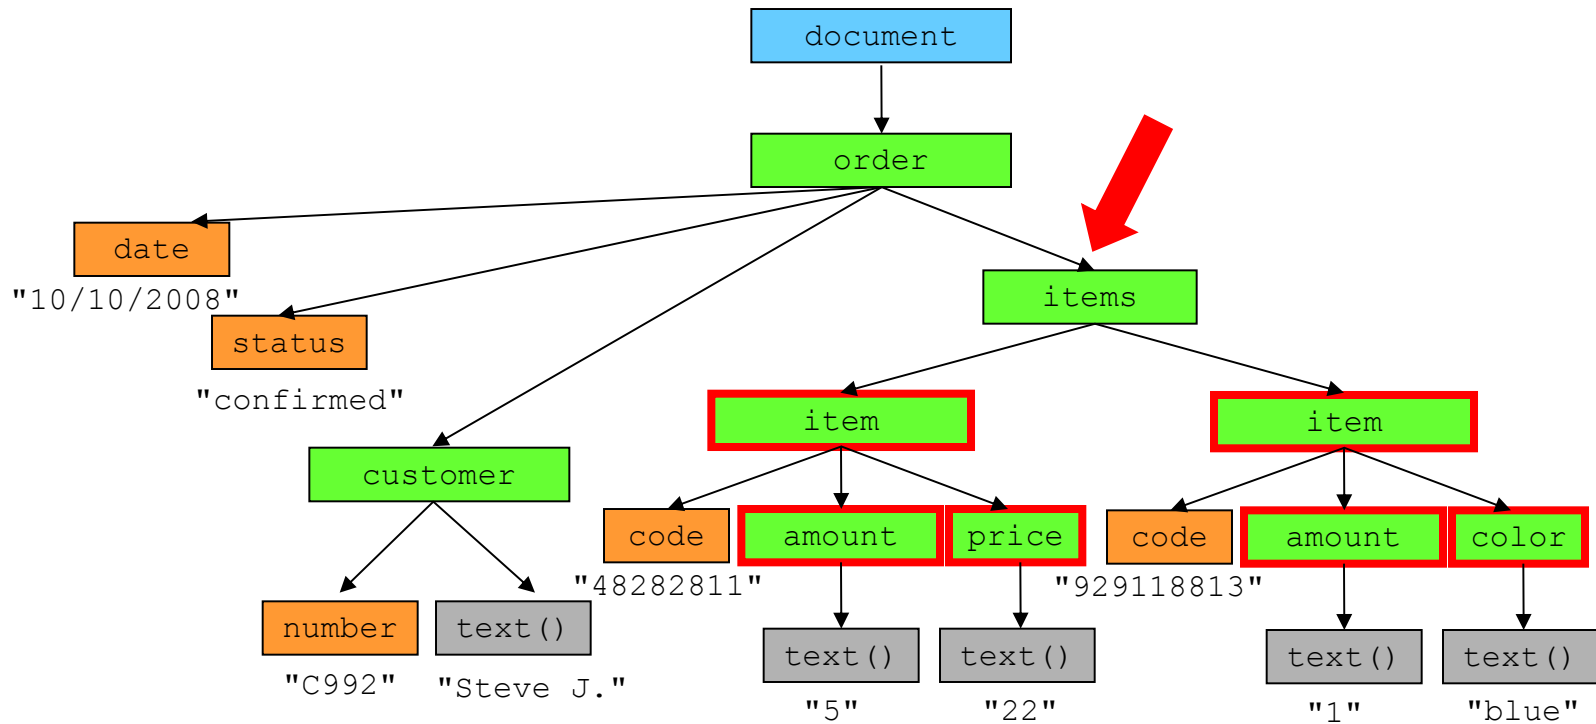 document
order
date
"10/10/2008"
items
status
"confirmed"
item
item
customer
code
amount
price
code
amount
color
"48282811"
"929118813"
number
text()
text()
text()
text()
text()
"C992"
"Steve J."
"5"
"22"
"1"
"blue"